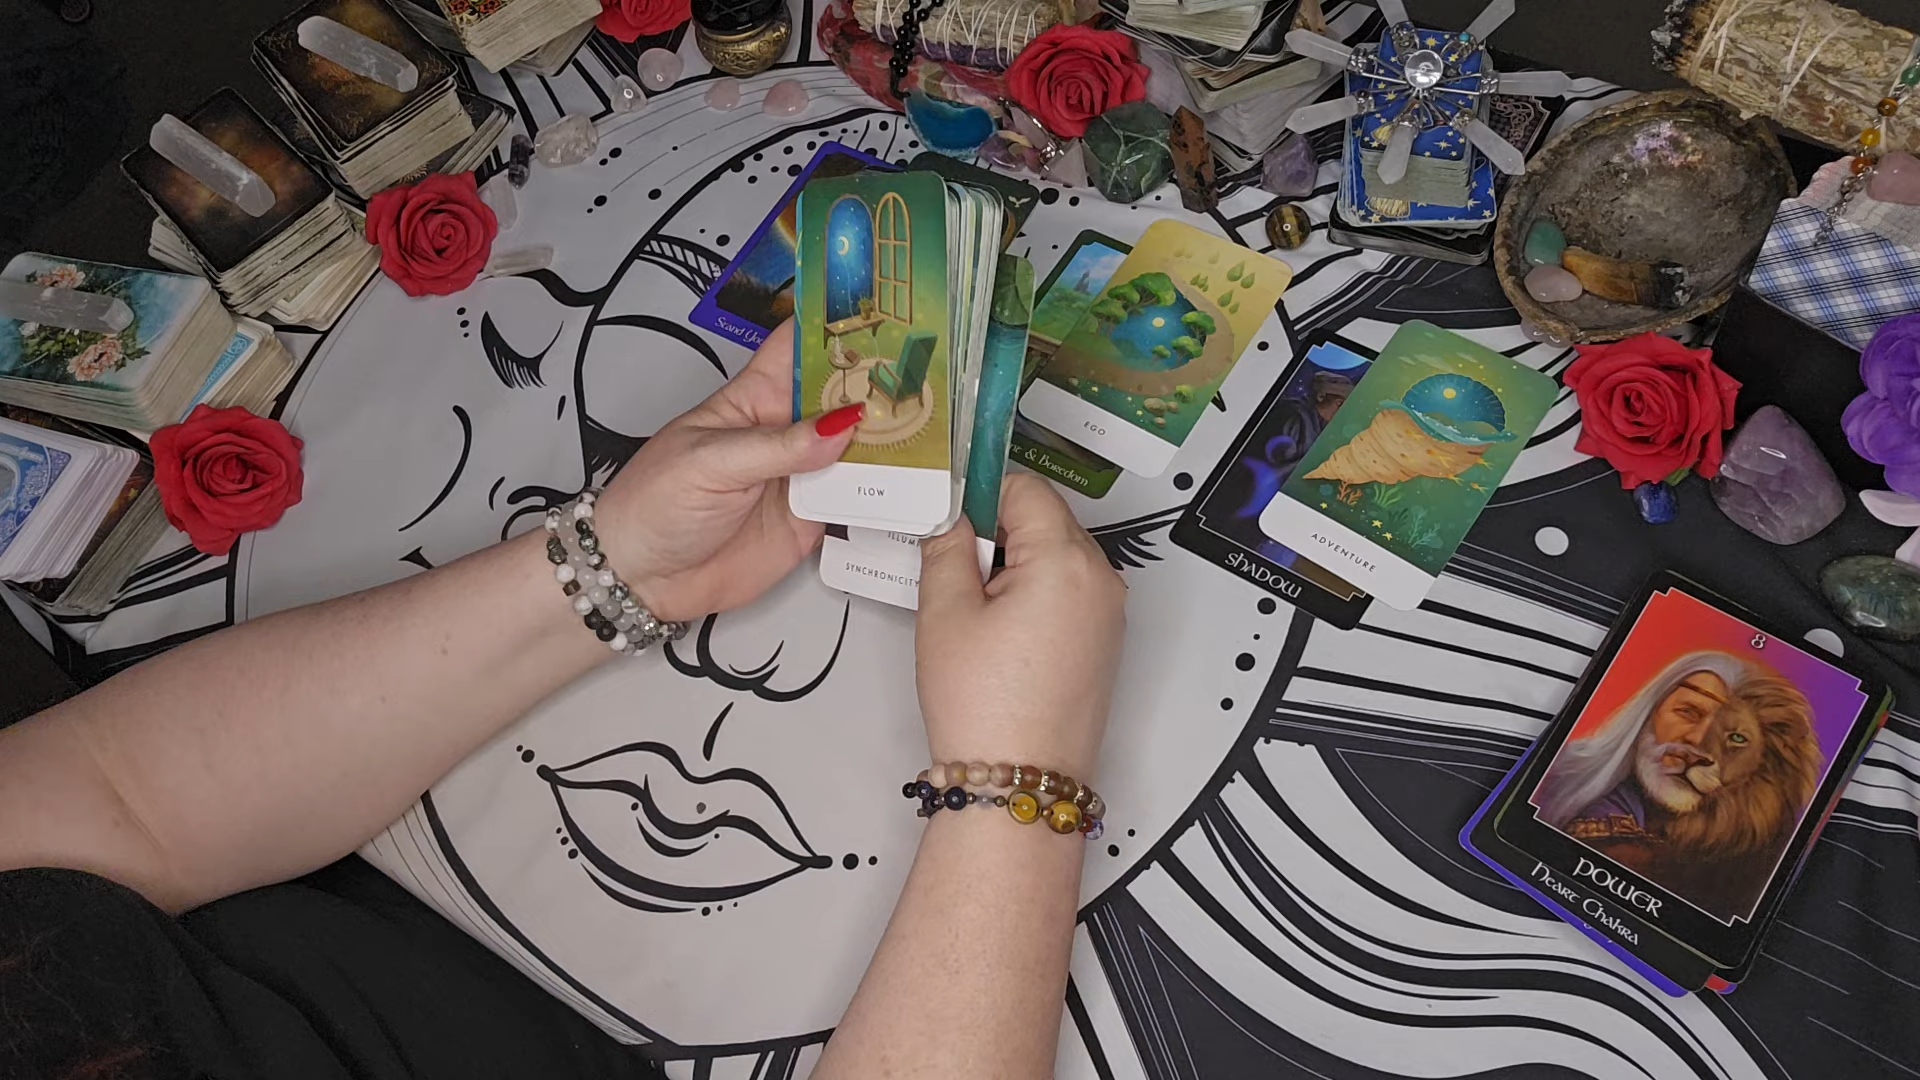 FLOW
SYNCHRONICITY
EGO
& Boredom
SHADOW
ADVENTURE
8
POWER
Heart Chakra